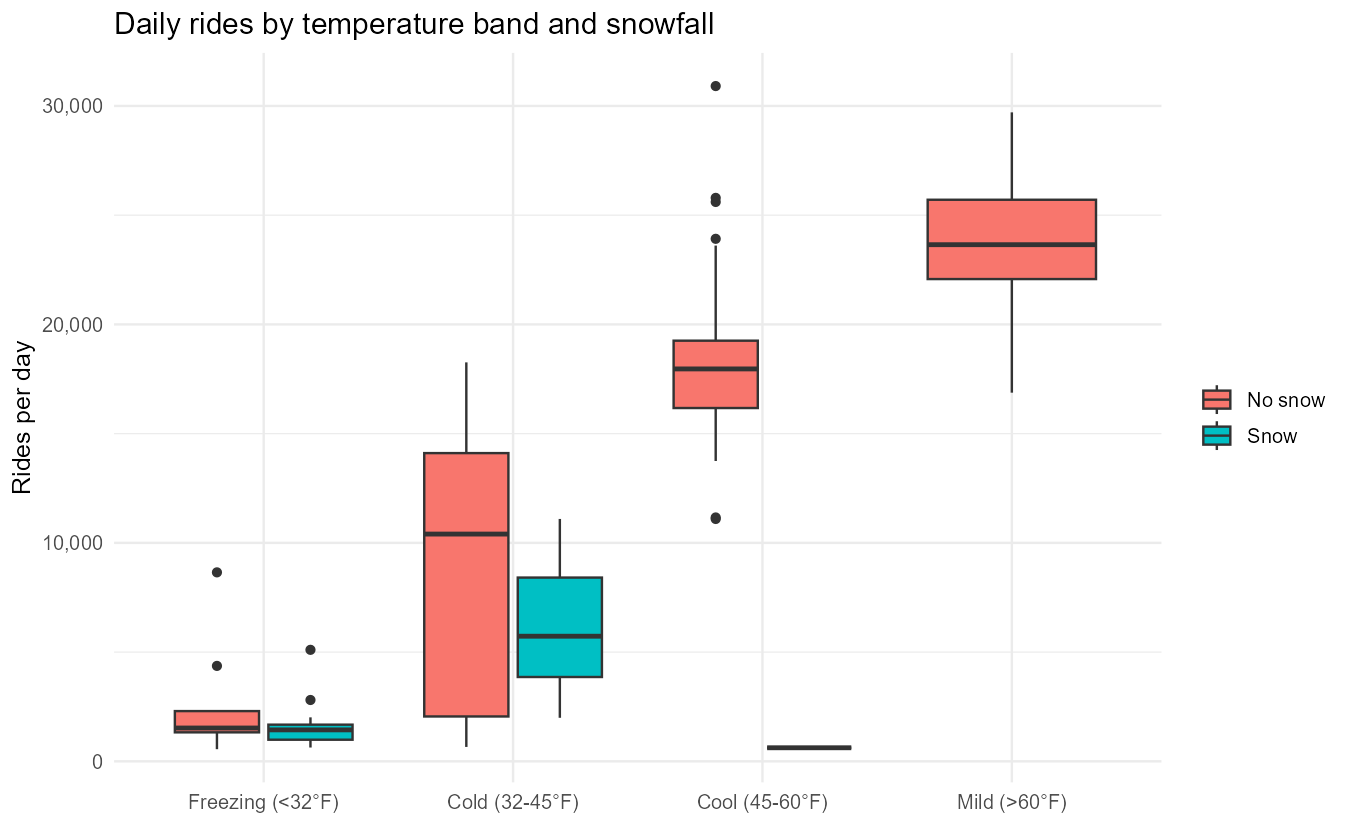 Daily rides by temperature band and snowfall
Rides per day
30,000
20,000
10,000
0
Freezing (<32°F)
Cold (32-45°F)
Cool (45-60°F)
Mild (>60°F)
No snow
Snow